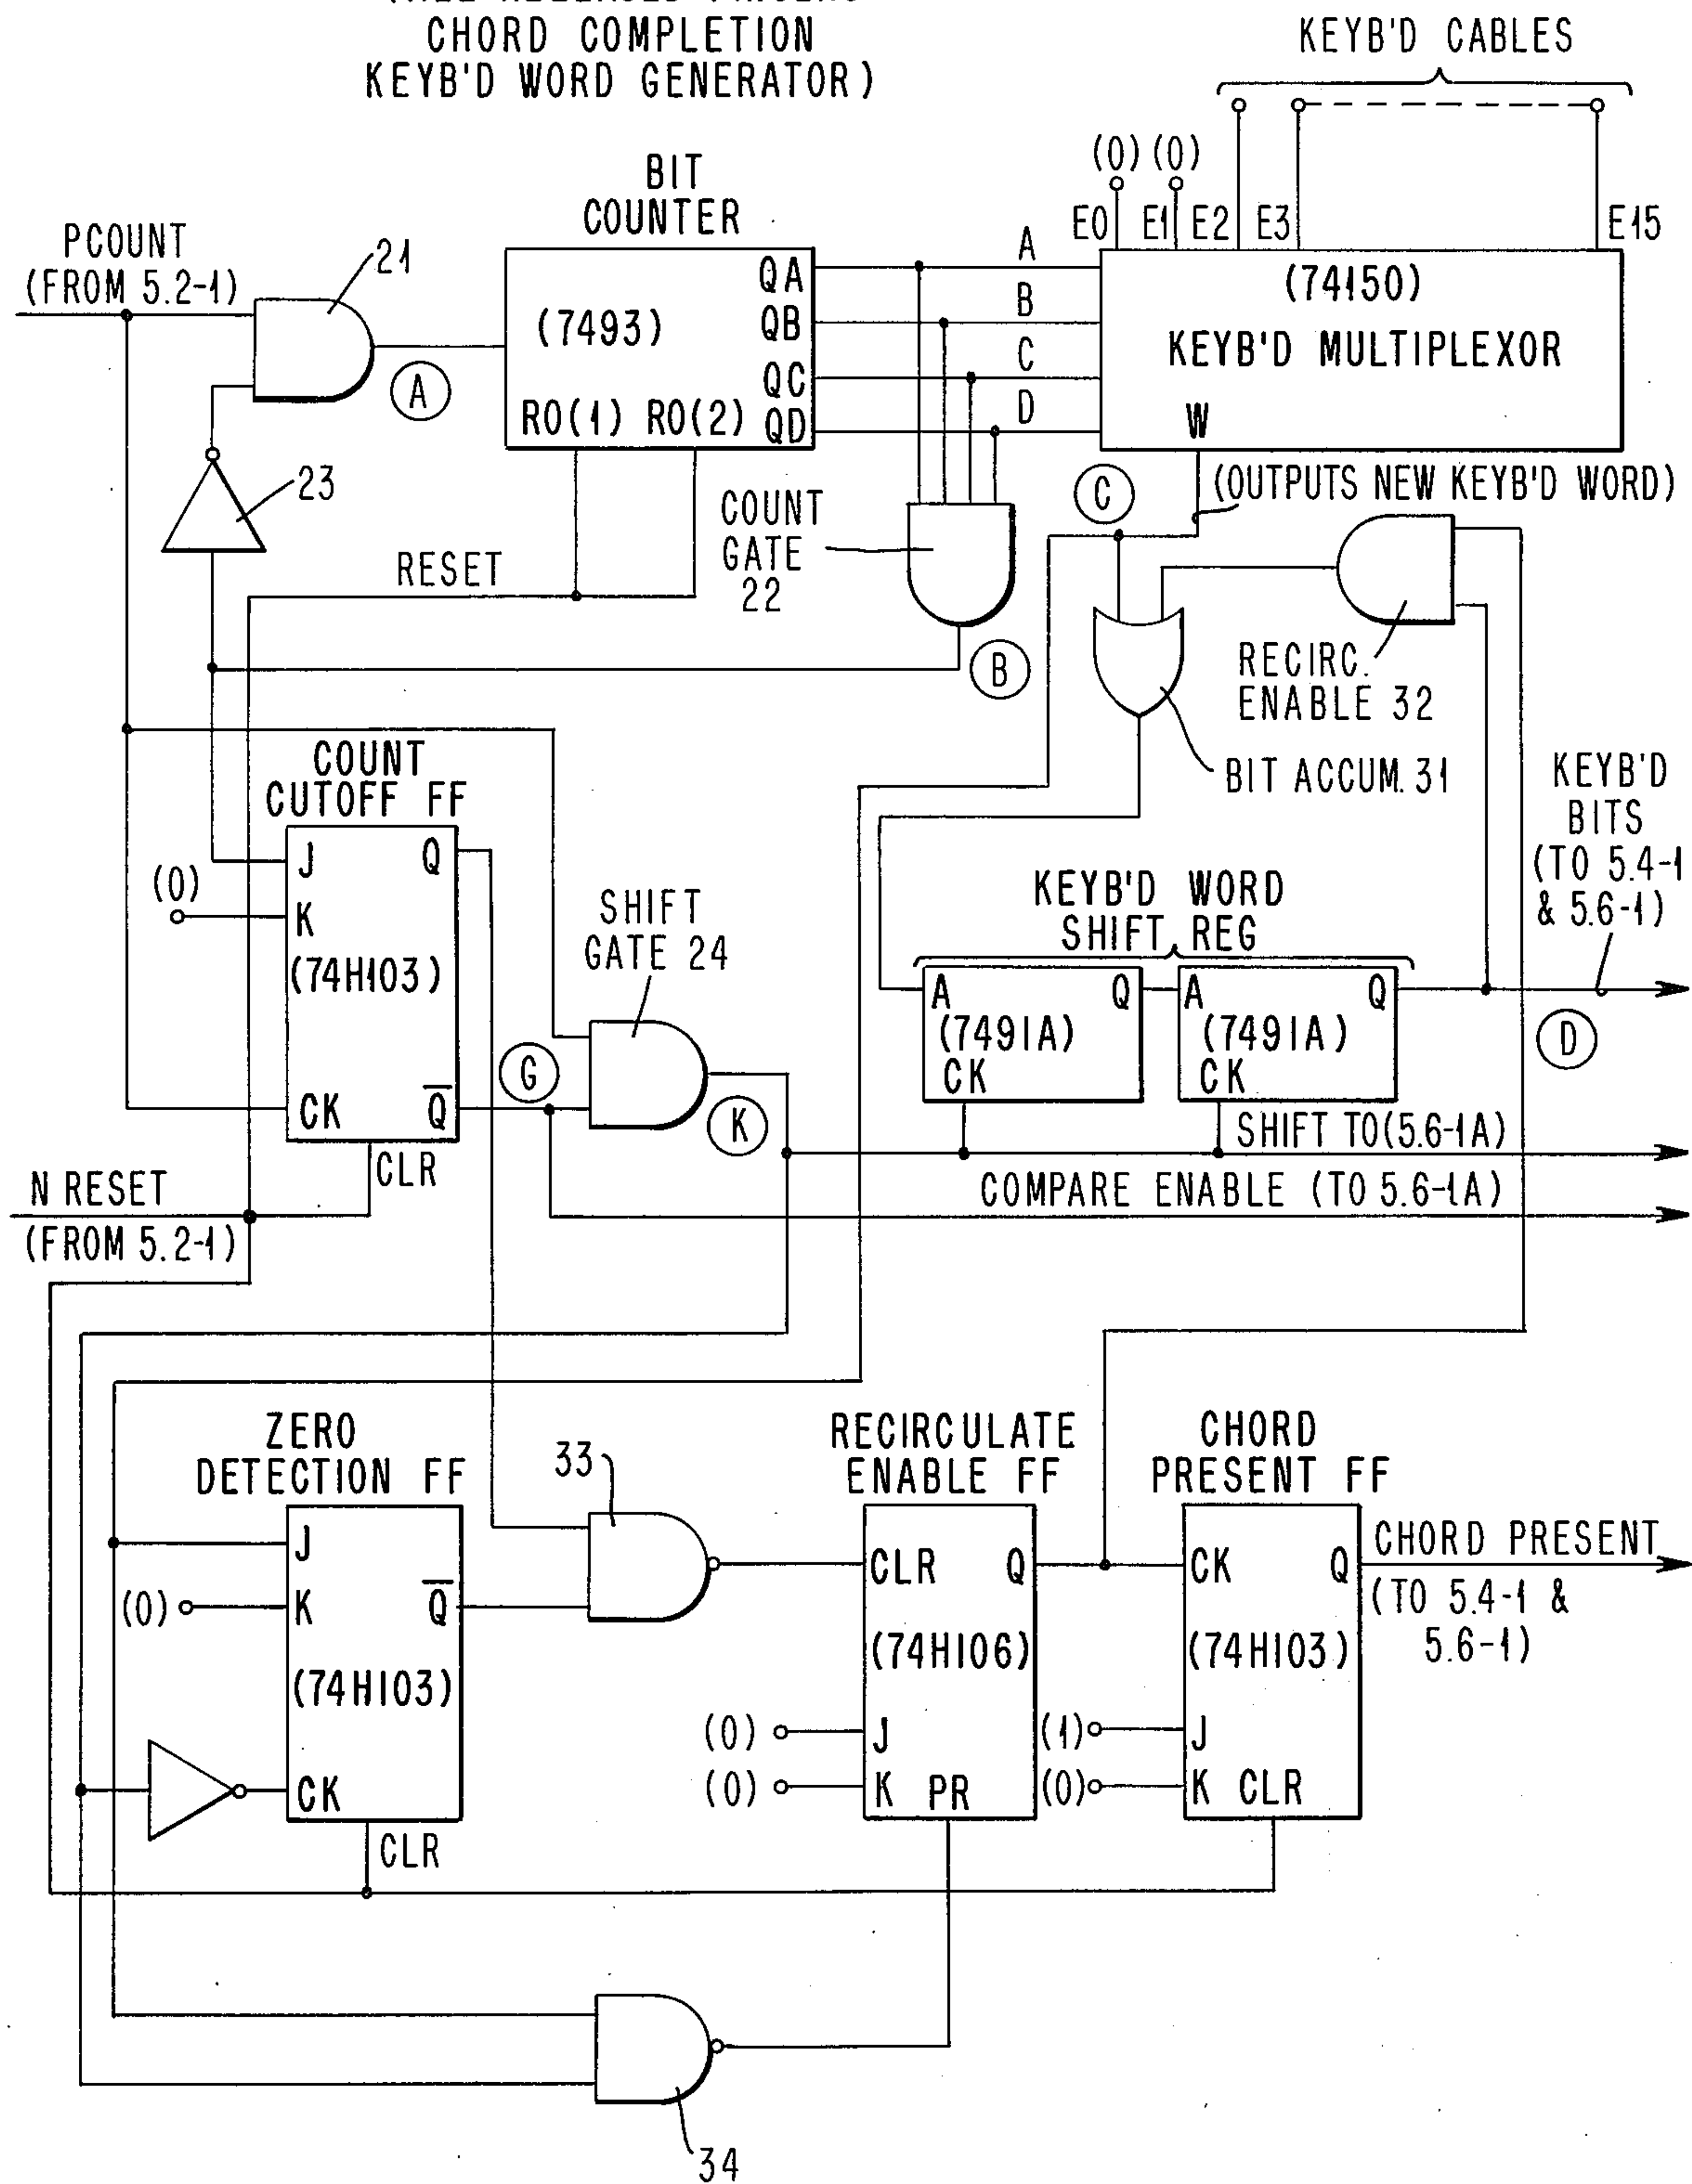 CHORD COMPLETION
KEYB'D WORD GENERATOR)
KEYB'D CABLES
(0) (0)
BIT
COUNTER
E0 E1 E2 E3 E15
PCOUNT
(FROM 5.2-1)
21
QA
A
(74150)
(7493)
QB
B
KEYB'D MULTIPLEXOR
QC
C
A
RO(1) RO(2) QD
D
W
23
COUNT
GATE
22
C
(OUTPUTS NEW KEYB'D WORD)
RESET
B
RECIRC.
ENABLE 32
BIT ACCUM. 31
COUNT
CUTOFF FF
KEYB'D
BITS
(TO 5.4-1
& 5.6-1)
J Q
(0)
K
(74H103)
SHIFT
GATE 24
KEYB'D WORD
SHIFT REG
A Q A Q
(7491A) (7491A)
CK CK
D
G
CK Q
K
CLR
SHIFT TO(5.6-1A)
N RESET
(FROM 5.2-1)
COMPARE ENABLE (TO 5.6-1A)
ZERO
DETECTION FF
33
RECIRCULATE
ENABLE FF
CHORD
PRESENT FF
J
CLR Q
CK Q
CHORD PRESENT
(TO 5.4-1 &
5.6-1)
(0)
K Q
(74H103)
(74H106)
(74H103)
(0)
J
(1)
J
CK
(0)
K PR
(0)
K CLR
CLR
34